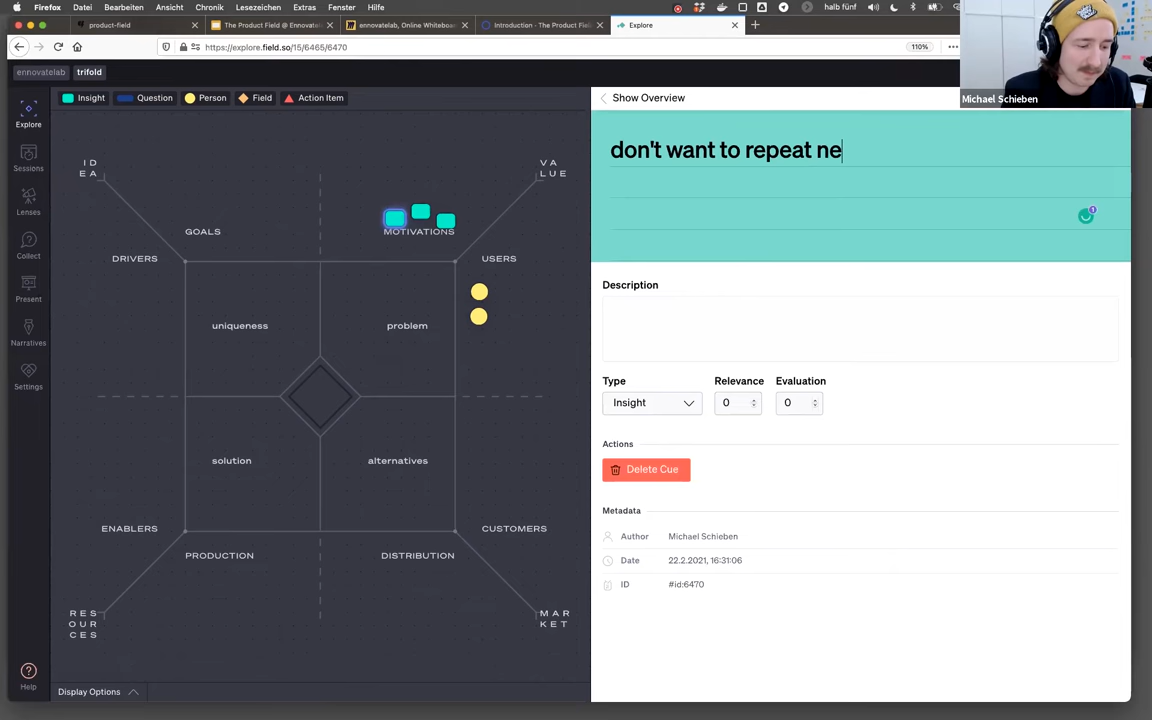 Firefox Datei Bearbeiten Ansicht Chronik Lesezeichen Extras Fenster Hilfe halb fünf
product-field The Product Field @ Ennovate ennovatelab, Online Whiteboa Introduction - The Product Fiel Explore
https://explore.field.so/15/6465/6470 110%
ennovatelab trifold
Insight Question Person Field Action Item
Explore
Sessions
Lenses
Collect
Present
Narratives
Settings
Help
ID
EA
VA
LUE
GOALS
MOTIVATIONS
DRIVERS
USERS
uniqueness
problem
solution
alternatives
ENABLERS
CUSTOMERS
PRODUCTION
DISTRIBUTION
RES
OUR
CES
MAR
KET
Display Options
Show Overview
don't want to repeat ne
1
Description
Type Relevance Evaluation
Insight 0 0
Actions
Delete Cue
Metadata
Author Michael Schieben
Date 22.2.2021, 16:31:06
ID #id:6470
Michael Schieben